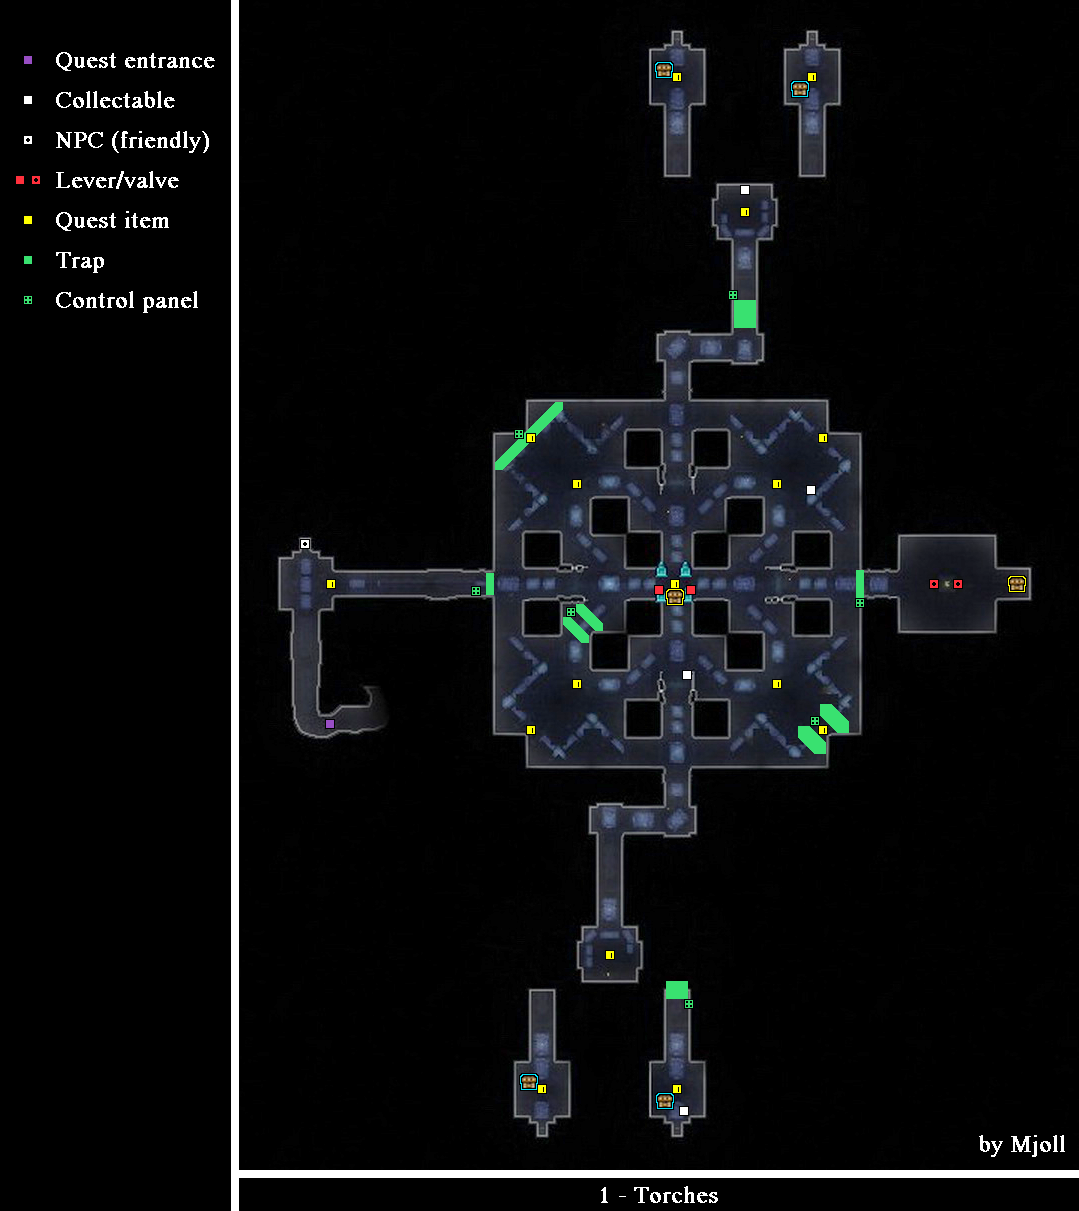 Quest entrance
Collectable
NPC (friendly)
Lever/valve
Quest item
Trap
Control panel
by Mjoll
1 - Torches